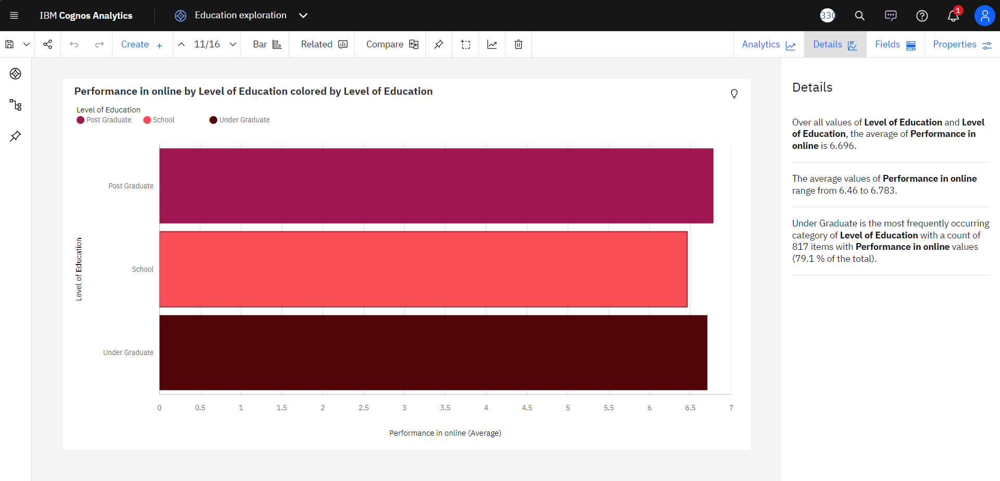 IBM Cognos Analytics
Education exploration
330
1
Create +
11/16
Bar
Related
Compare
Analytics
Details
Fields
Properties
Performance in online by Level of Education colored by Level of Education
Level of Education
Post Graduate School Under Graduate
Post Graduate
School
Under Graduate
Level of Education
0 0.5 1 1.5 2 2.5 3 3.5 4 4.5 5 5.5 6 6.5 7
Performance in online (Average)
Details
Over all values of Level of Education and Level
of Education, the average of Performance in
online is 6.696.
The average values of Performance in online
range from 6.46 to 6.783.
Under Graduate is the most frequently occurring
category of Level of Education with a count of
817 items with Performance in online values
(79.1 % of the total).